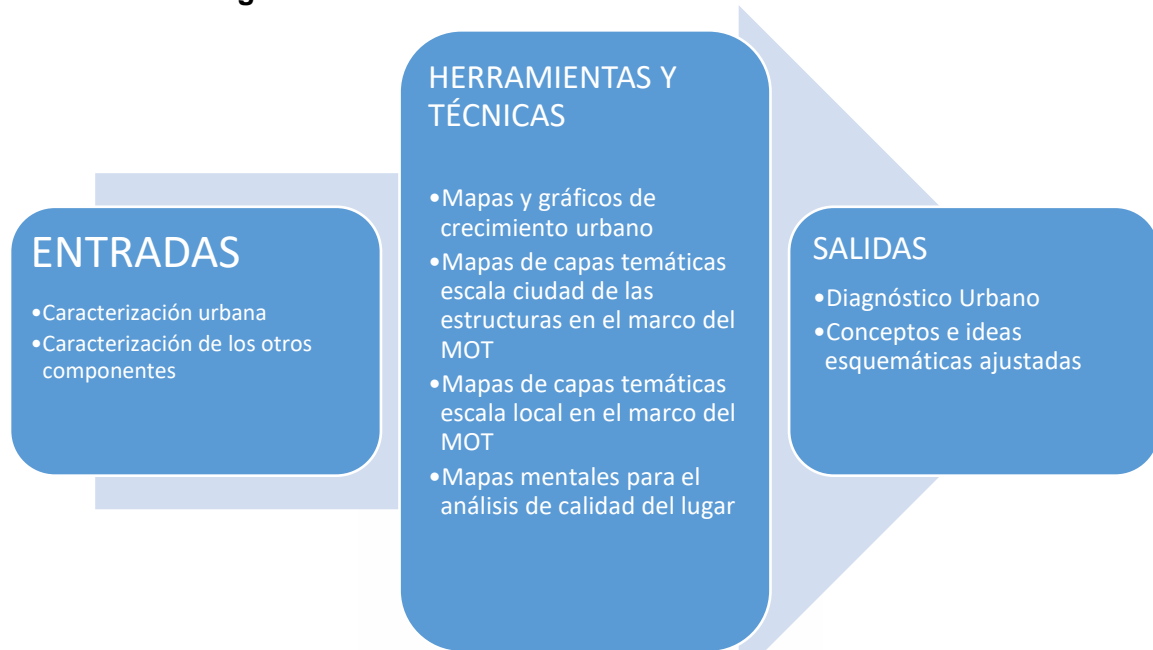 ENTRADAS
•Caracterización urbana
•Caracterización de los otros
componentes
HERRAMIENTAS Y
TÉCNICAS
•Mapas y gráficos de
crecimiento urbano
•Mapas de capas temáticas
escala ciudad de las
estructuras en el marco del
MOT
•Mapas de capas temáticas
escala local en el marco del
MOT
•Mapas mentales para el
análisis de calidad del lugar
SALIDAS
•Diagnóstico Urbano
•Conceptos e ideas
esquemáticas ajustadas